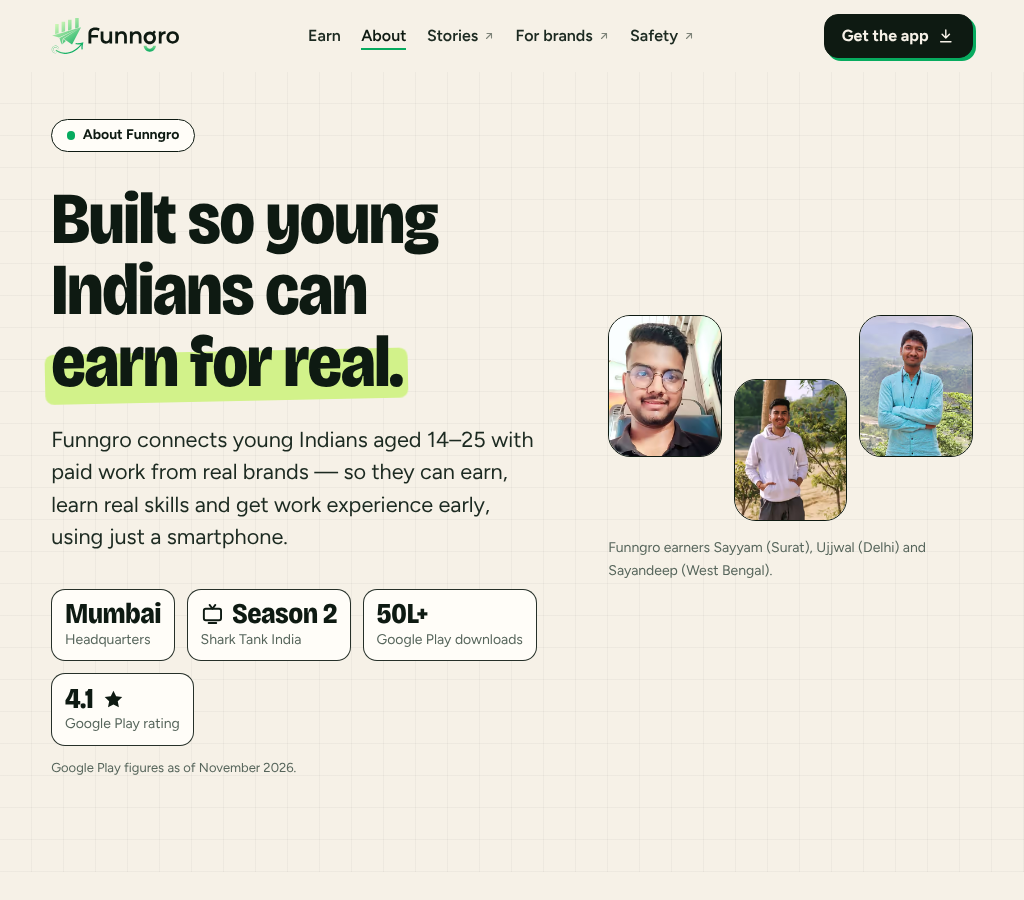 Funngro
Earn
About
Stories ↗
For brands ↗
Safety ↗
Get the app
About Funngro
Built so young
Indians can
earn for real.
Funngro connects young Indians aged 14–25 with
paid work from real brands — so they can earn,
learn real skills and get work experience early,
using just a smartphone.
Mumbai
Headquarters
Season 2
Shark Tank India
50L+
Google Play downloads
4.1 ★
Google Play rating
Google Play figures as of November 2026.
Funngro earners Sayyam (Surat), Ujjwal (Delhi) and
Sayandeep (West Bengal).